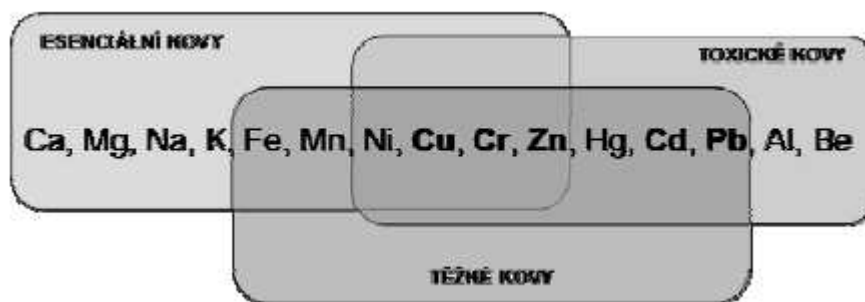 ESENCIÁLNÍ KOVY
TOXICKÉ KOVY
Ca, Mg, Na, K, Fe, Mn, Ni, Cu, Cr, Zn, Hg, Cd, Pb, Al, Be
TĚŽKÉ KOVY